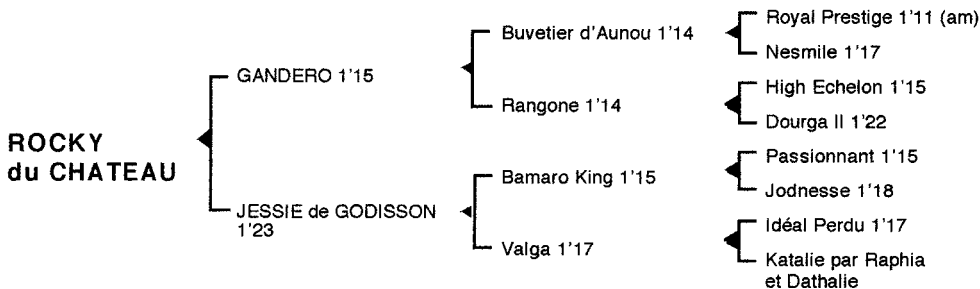 Royal Prestige 1'11 (am)
Buvetier d'Aunou 1'14
Nesmile 1'17
GANDERO 1'15
High Echelon 1'15
Rangone 1'14
Dourga II 1'22
ROCKY
du CHATEAU
Passionnant 1'15
Bamaro King 1'15
Jodnesse 1'18
JESSIE de GODISSON
1'23
Idéal Perdu 1'17
Valga 1'17
Katalie par Raphia
et Dathalie